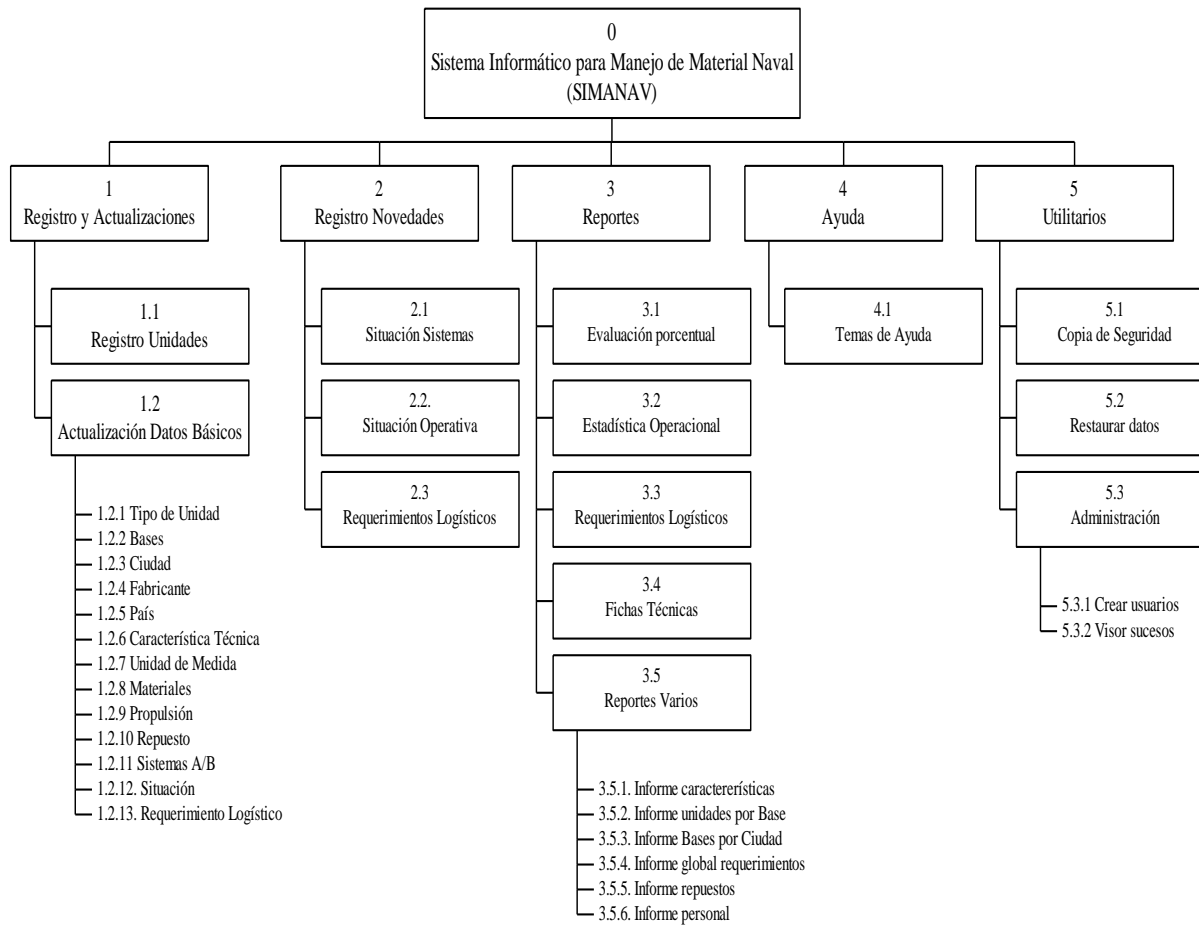 0
Sistema Informático para Manejo de Material Naval
(SIMANAV)
1
Registro y Actualizaciones
1.1
Registro Unidades
1.2
Actualización Datos Básicos
1.2.1 Tipo de Unidad
1.2.2 Bases
1.2.3 Ciudad
1.2.4 Fabricante
1.2.5 País
1.2.6 Característica Técnica
1.2.7 Unidad de Medida
1.2.8 Materiales
1.2.9 Propulsión
1.2.10 Repuesto
1.2.11 Sistemas A/B
1.2.12. Situación
1.2.13. Requerimiento Logístico
2
Registro Novedades
2.1
Situación Sistemas
2.2.
Situación Operativa
2.3
Requerimientos Logísticos
3
Reportes
3.1
Evaluación porcentual
3.2
Estadística Operacional
3.3
Requerimientos Logísticos
3.4
Fichas Técnicas
3.5
Reportes Varios
3.5.1. Informe caractererísticas
3.5.2. Informe unidades por Base
3.5.3. Informe Bases por Ciudad
3.5.4. Informe global requerimientos
3.5.5. Informe repuestos
3.5.6. Informe personal
4
Ayuda
4.1
Temas de Ayuda
5
Utilitarios
5.1
Copia de Seguridad
5.2
Restaurar datos
5.3
Administración
5.3.1 Crear usuarios
5.3.2 Visor sucesos